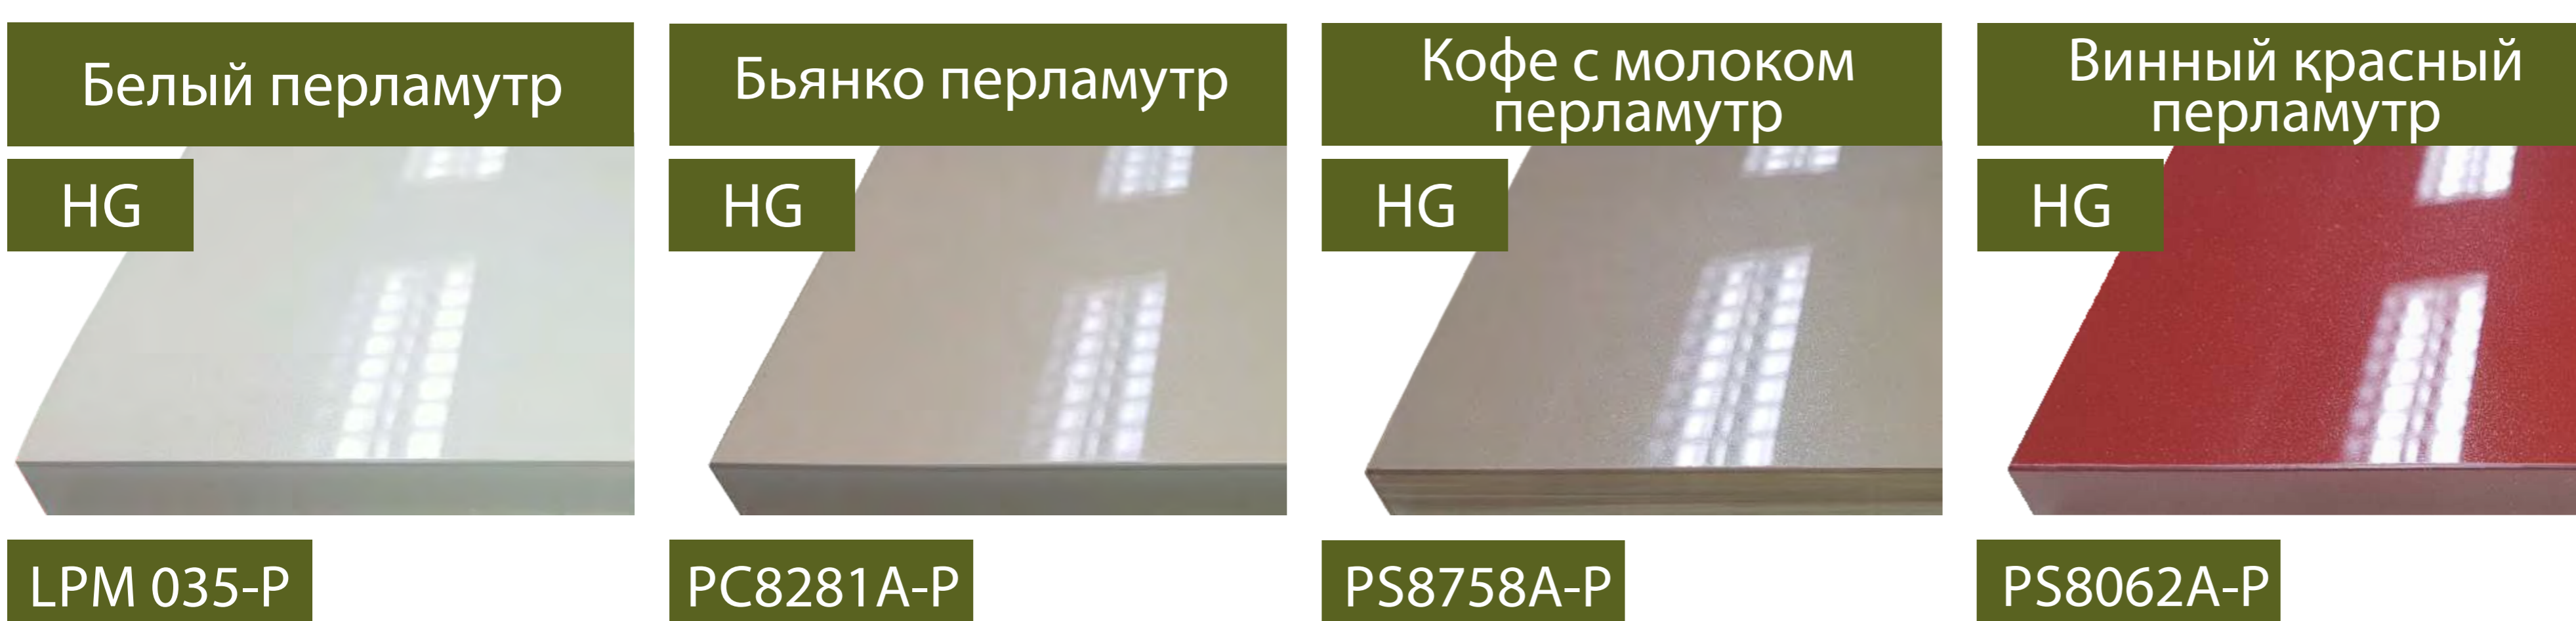 Белый перламутр
HG
LPM 035-P
Бьянко перламутр
HG
PC8281A-P
Кофе с молоком
перламутр
HG
PS8758A-P
Винный красный
перламутр
HG
PS8062A-P